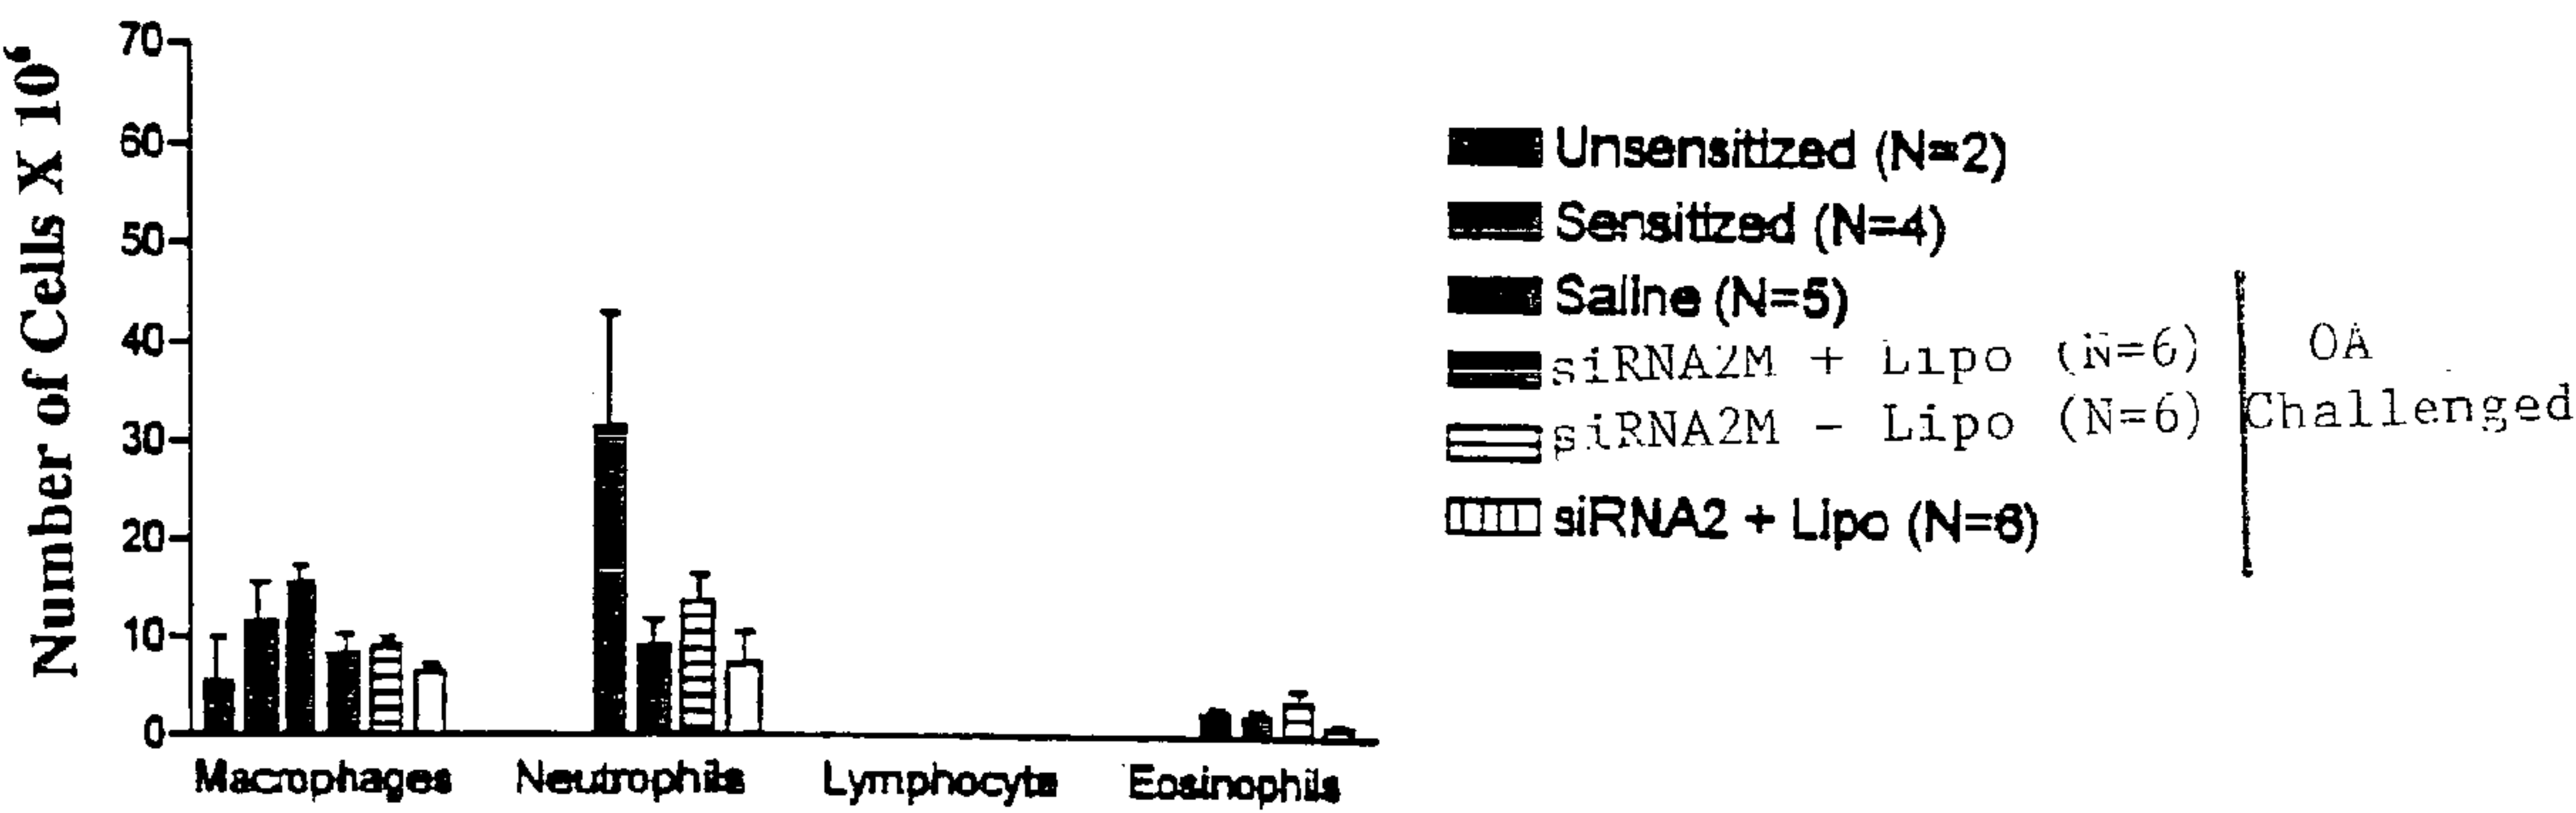 Number of Cells X 10⁶
70
60
50
40
30
20
10
0
Macrophages
Neutrophils
Lymphocyte
Eosinophils
Unsensitized (N=2)
Sensitized (N=4)
Saline (N=5)
siRNA2M + Lipo (N=6)
siRNA2M - Lipo (N=6)
siRNA2 + Lipo (N=6)
OA
Challenged